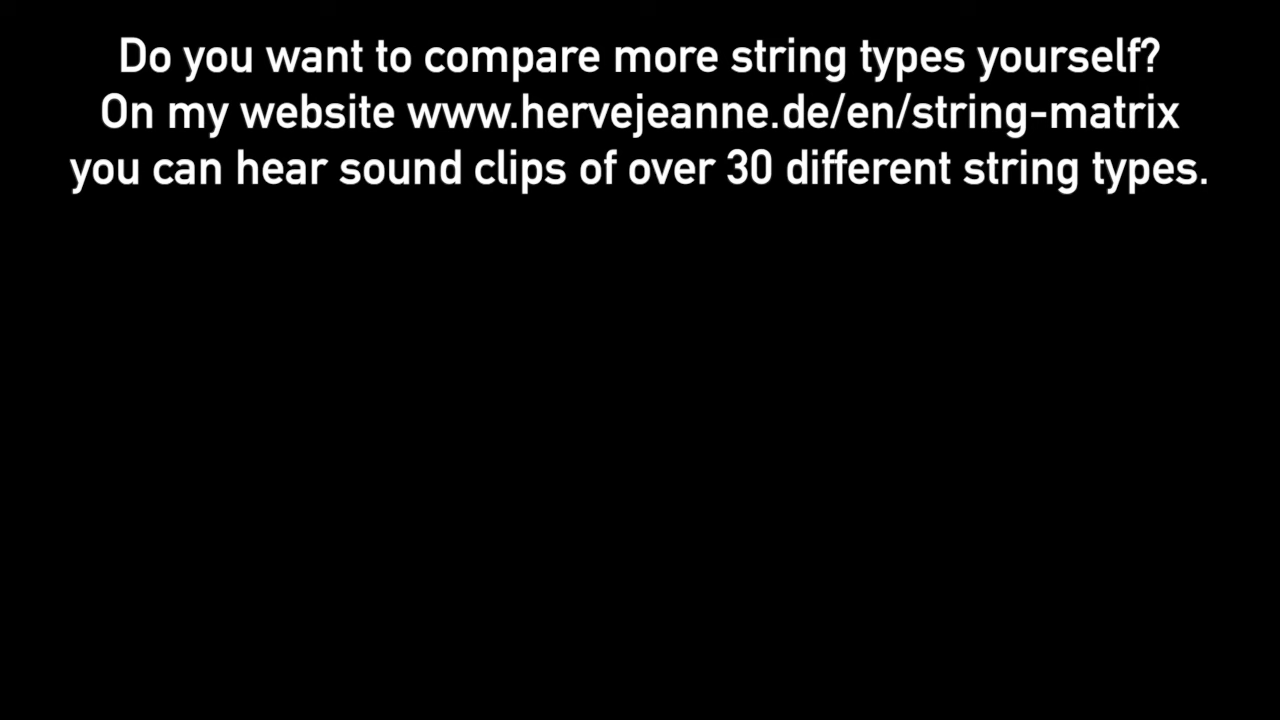 Do you want to compare more string types yourself?
On my website www.hervejeanne.de/en/string-matrix
you can hear sound clips of over 30 different string types.